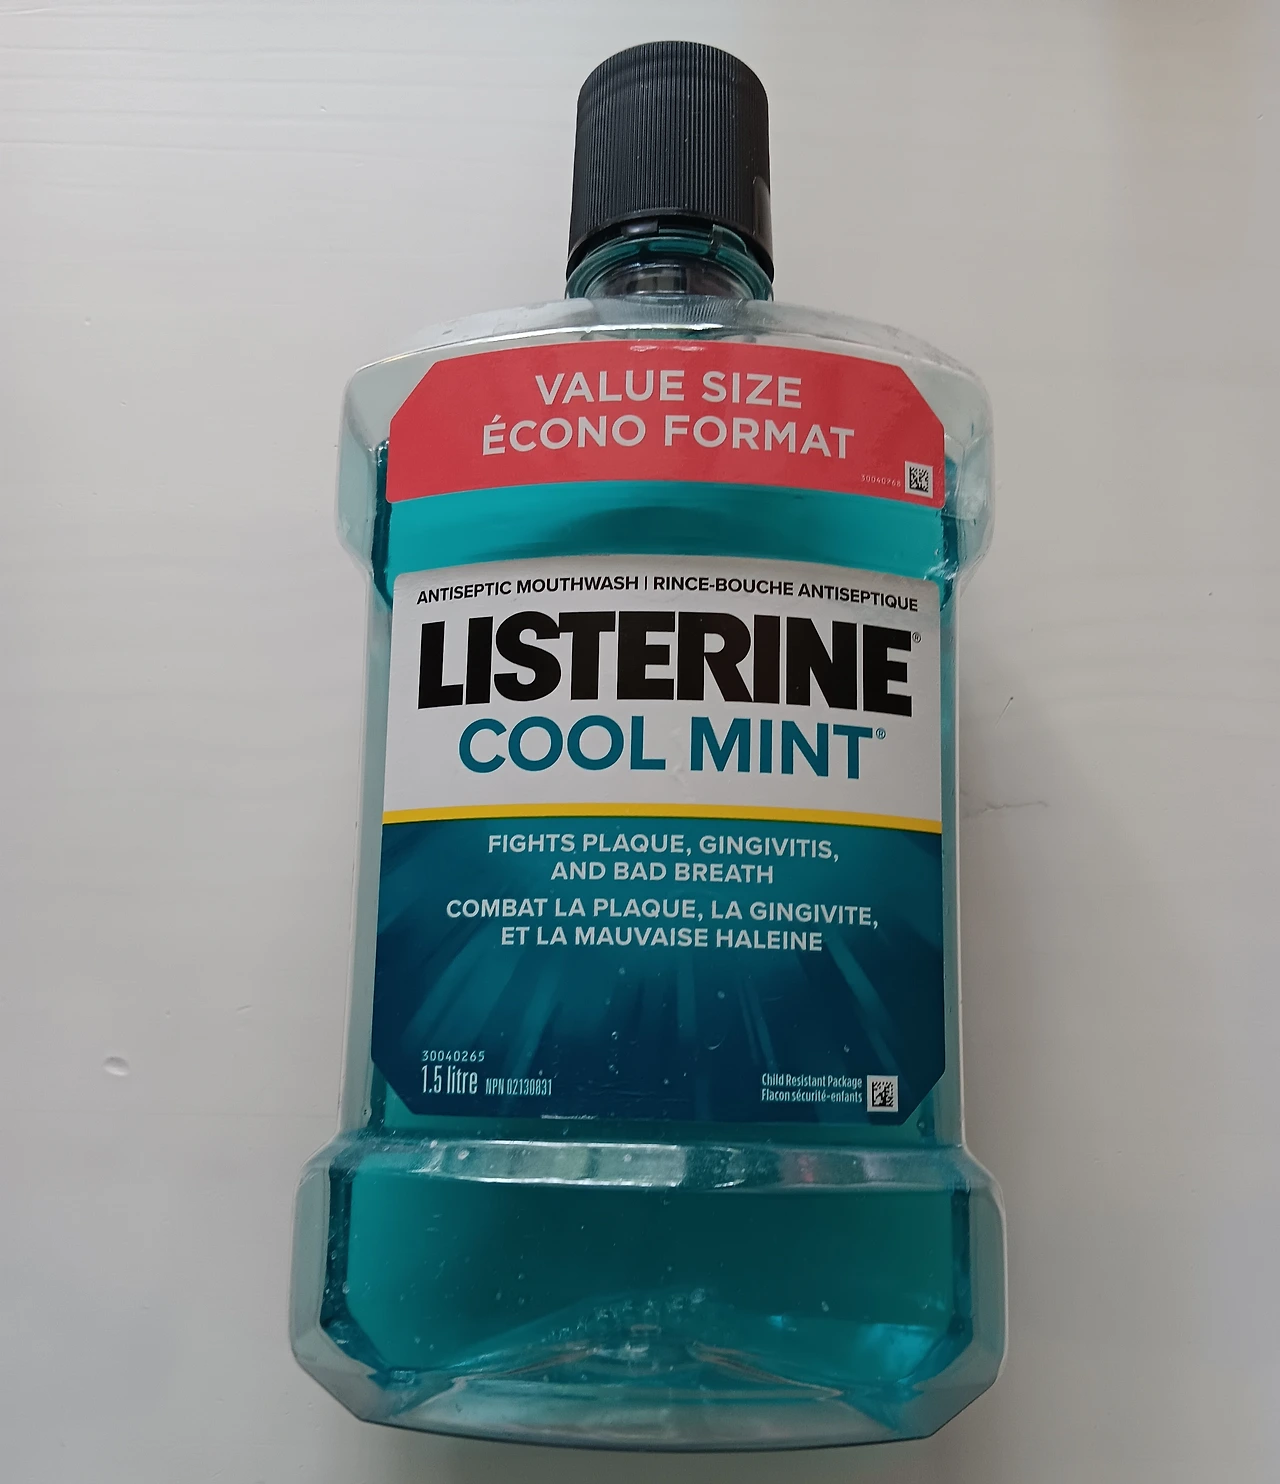 VALUE SIZE
ÉCONO FORMAT
30040768
ANTISEPTIC MOUTHWASH | RINCE-BOUCHE ANTISEPTIQUE
LISTERINE®
COOL MINT®
FIGHTS PLAQUE, GINGIVITIS,
AND BAD BREATH
COMBAT LA PLAQUE, LA GINGIVITE,
ET LA MAUVAISE HALEINE
30040265
1.5 litre NPN 02130831
Child Resistant Package
Flacon sécurité-enfants